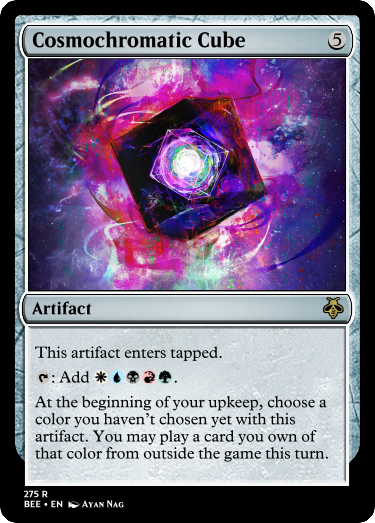 Cosmochromatic Cube 5
Artifact
This artifact enters tapped.
: Add .
At the beginning of your upkeep, choose a
color you haven't chosen yet with this
artifact. You may play a card you own of
that color from outside the game this turn.
275 R
BEE • EN Ayan Nag